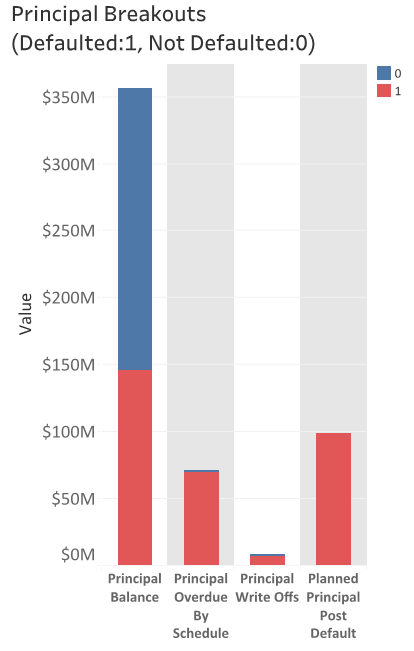 Principal Breakouts
(Defaulted:1, Not Defaulted:0)
0
1
$350M
$300M
$250M
$200M
$150M
$100M
$50M
$0M
Value
Principal
Balance
Principal
Overdue
By
Schedule
Principal
Write Offs
Planned
Principal
Post
Default